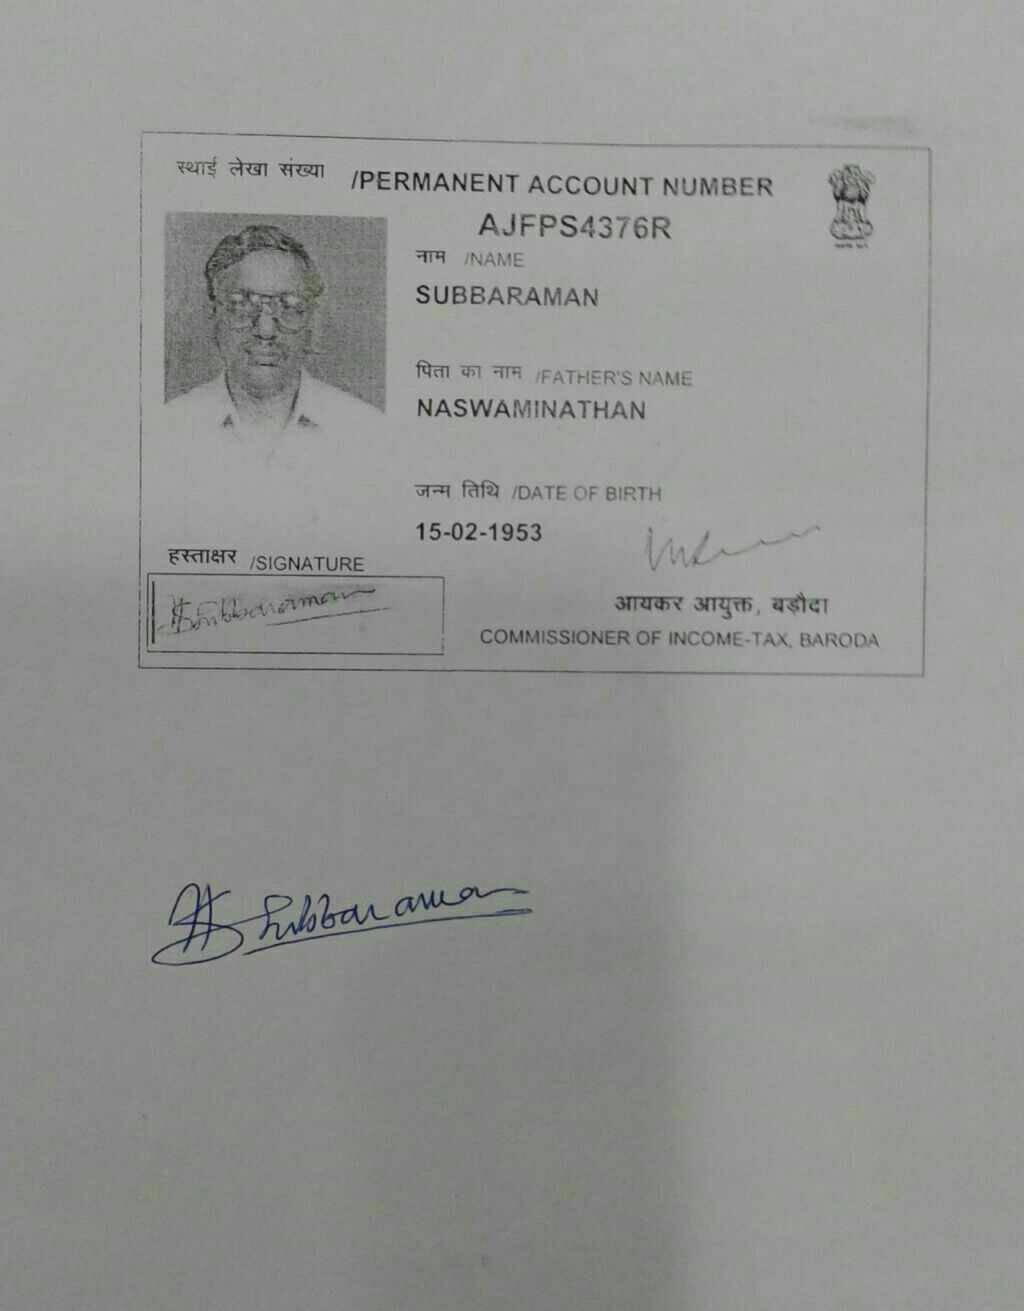 स्थाई लेखा संख्या /PERMANENT ACCOUNT NUMBER
AJFPS4376R
नाम /NAME
SUBBARAMAN
पिता का नाम /FATHER'S NAME
NASWAMINATHAN
जन्म तिथि /DATE OF BIRTH
15-02-1953
हस्ताक्षर /SIGNATURE
Subbaraman
आयकर आयुक्त, बड़ौदा
COMMISSIONER OF INCOME-TAX, BARODA
Subbaraman